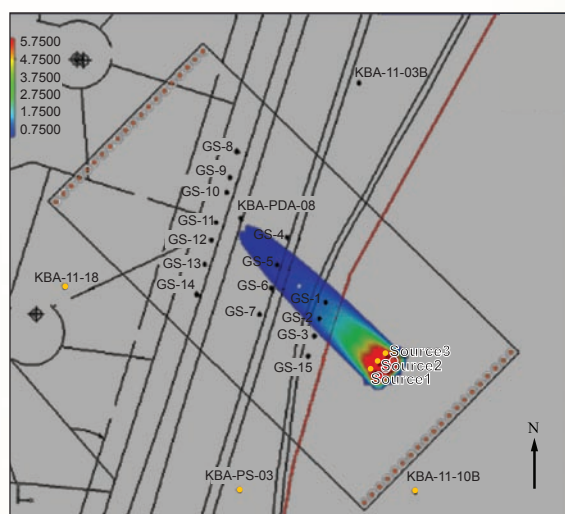 5.7500
4.7500
3.7500
2.7500
1.7500
0.7500
KBA-11-03B
GS-8
GS-9
GS-10
KBA-PDA-08
GS-11
GS-4
GS-12
GS-13
GS-5
KBA-11-18
GS-14
GS-6
GS-1
GS-7
GS-2
GS-3
GS-15
Source3
Source2
Source1
N
KBA-PS-03
KBA-11-10B